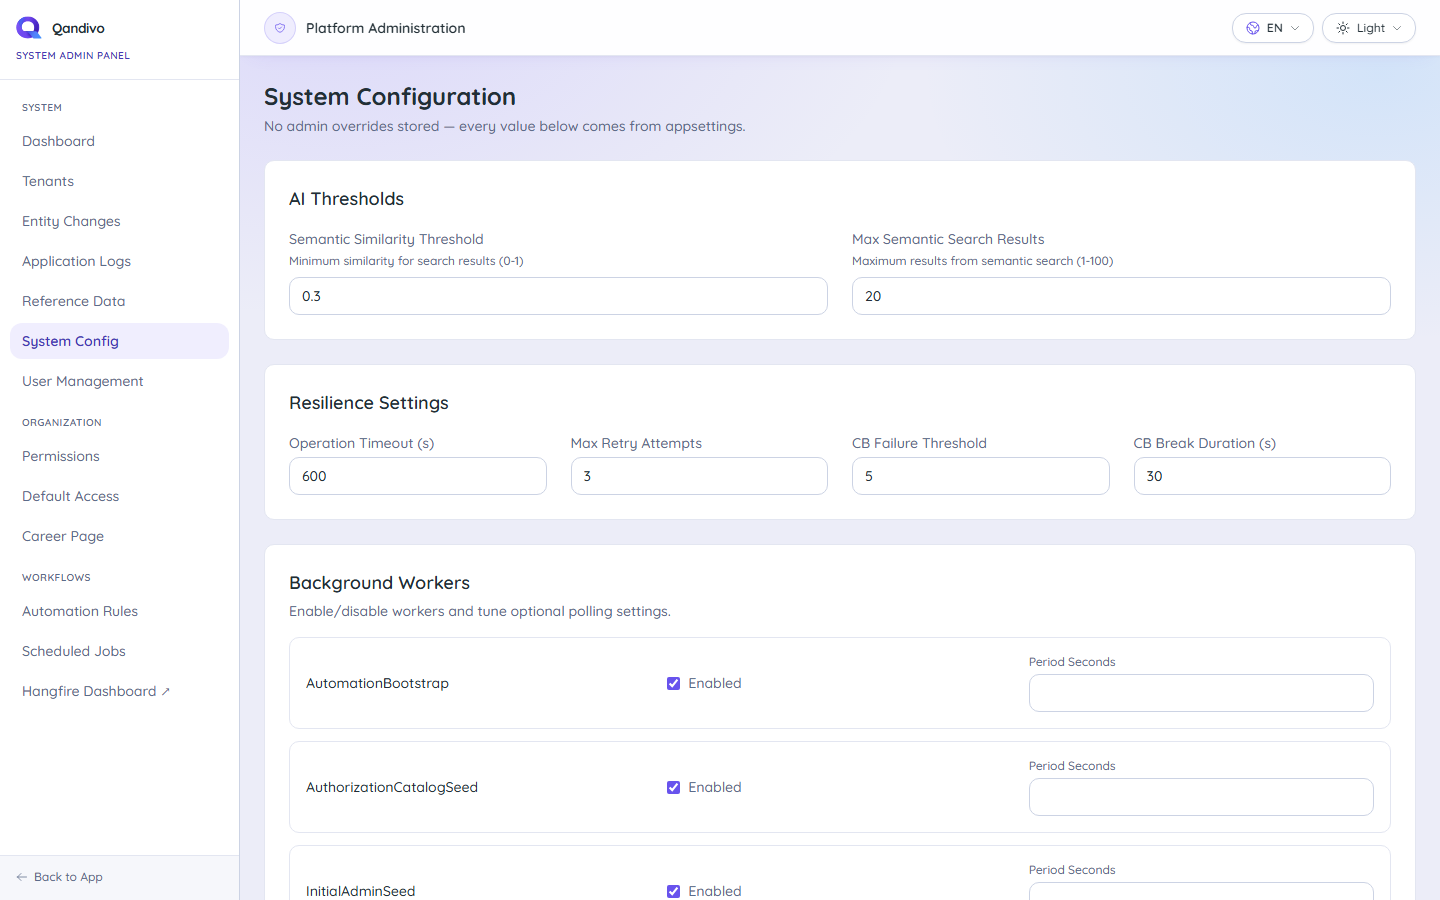 Qandivo
SYSTEM ADMIN PANEL
SYSTEM
Dashboard
Tenants
Entity Changes
Application Logs
Reference Data
System Config
User Management
ORGANIZATION
Permissions
Default Access
Career Page
WORKFLOWS
Automation Rules
Scheduled Jobs
Hangfire Dashboard ↗
← Back to App
Platform Administration
EN
Light
System Configuration
No admin overrides stored — every value below comes from appsettings.
AI Thresholds
Semantic Similarity Threshold
Minimum similarity for search results (0-1)
0.3
Max Semantic Search Results
Maximum results from semantic search (1-100)
20
Resilience Settings
Operation Timeout (s)
600
Max Retry Attempts
3
CB Failure Threshold
5
CB Break Duration (s)
30
Background Workers
Enable/disable workers and tune optional polling settings.
AutomationBootstrap
Enabled
Period Seconds
AuthorizationCatalogSeed
Enabled
Period Seconds
InitialAdminSeed
Enabled
Period Seconds